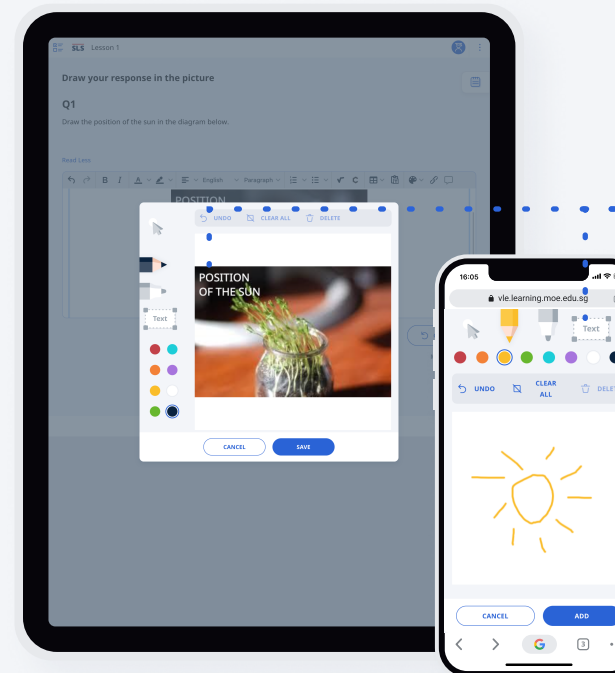 SLS Lesson 1
Draw your response in the picture
Q1
Draw the position of the sun in the diagram below.
Read Less
B I A English Paragraph C
POSITION
UNDO CLEAR ALL DELETE
POSITION
OF THE SUN
Text
CANCEL SAVE
16:05
vle.learning.moe.edu.sg
Text
UNDO CLEAR ALL DELET
CANCEL ADD
3